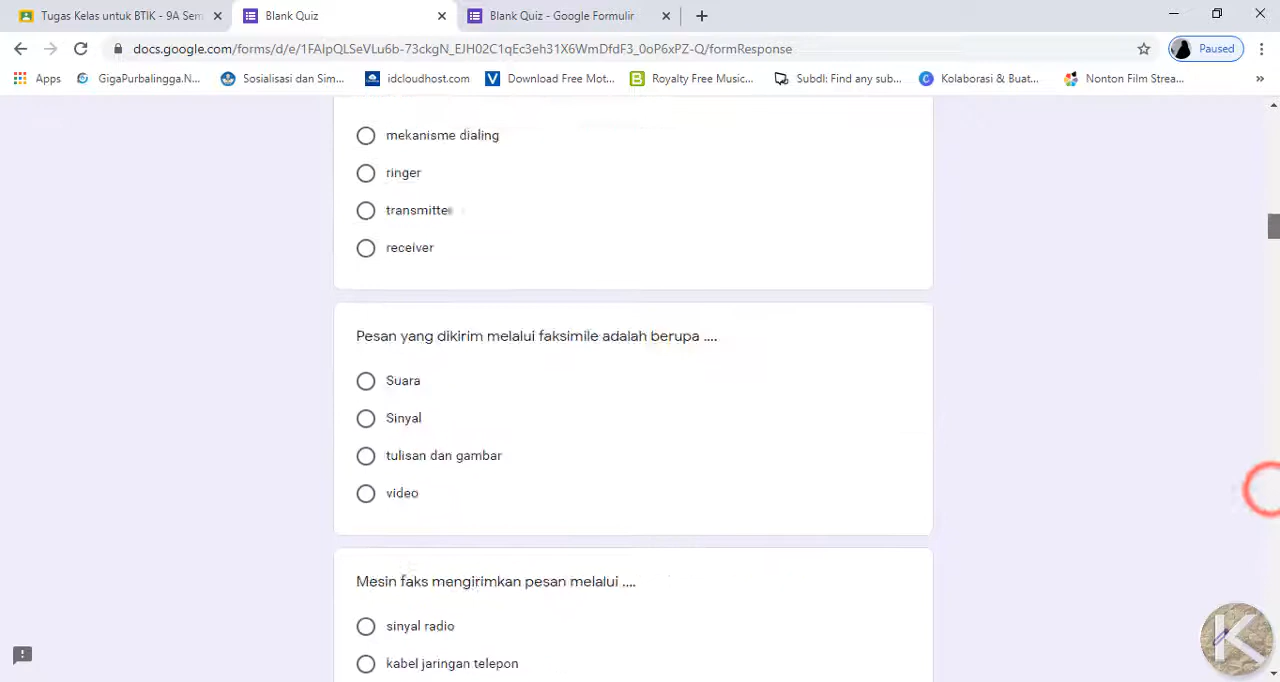 Tugas Kelas untuk BTIK - 9A Sem
Blank Quiz
Blank Quiz - Google Formulir
docs.google.com/forms/d/e/1FAIpQLSeVLu6b-73ckgN_EJH02C1qEc3eh31X6WmDfdF3_0oP6xPZ-Q/formResponse
Paused
Apps
GigaPurbalingga.N...
Sosialisasi dan Sim...
idcloudhost.com
Download Free Mot...
Royalty Free Music...
Subdl: Find any sub...
Kolaborasi & Buat...
Nonton Film Strea...
»
mekanisme dialing
ringer
transmitter
receiver
Pesan yang dikirim melalui faksimile adalah berupa ....
Suara
Sinyal
tulisan dan gambar
video
Mesin faks mengirimkan pesan melalui ....
sinyal radio
kabel jaringan telepon
K